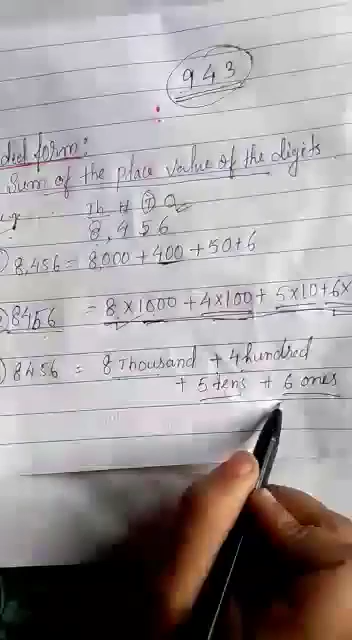 943
ded form:
Sum of the place value of the digits
e.g. Th H T O
8,456
8,456 = 8,000 + 400 + 50 + 6
8456 = 8 × 1000 + 4 × 100 + 5 × 10 + 6 ×
8456 = 8 Thousand + 4 hundred
+ 5 tens + 6 ones